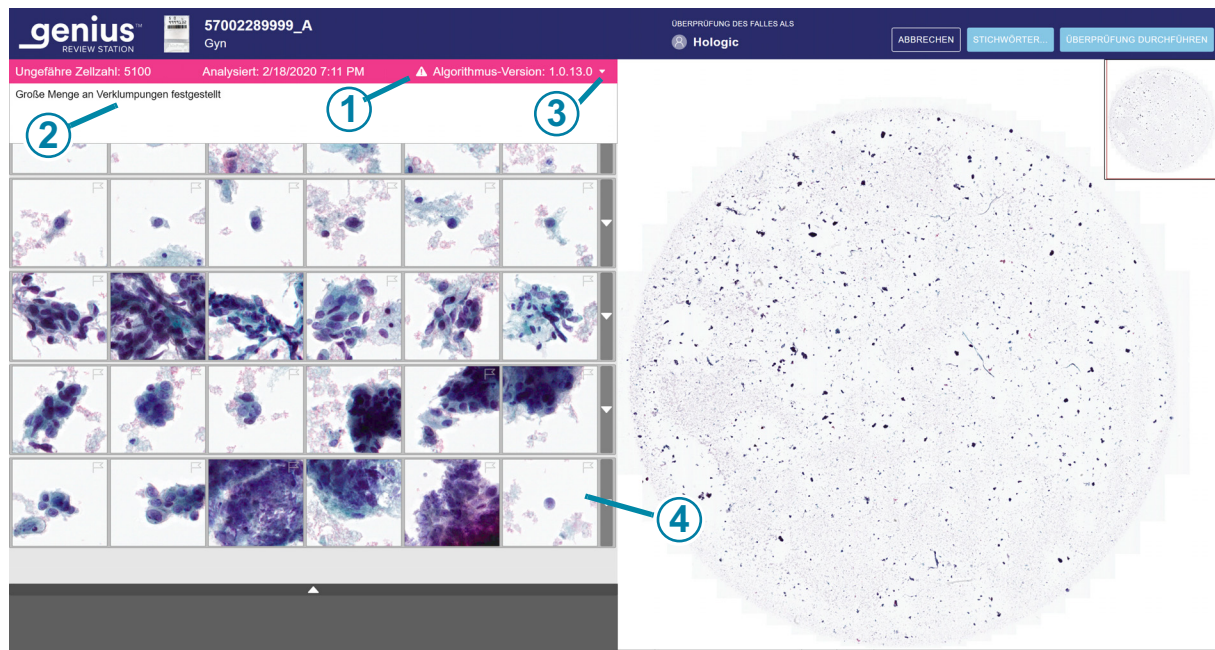 genius™
REVIEW STATION
57002289999_A
Gyn
ÜBERPRÜFUNG DES FALLES ALS
Hologic
ABBRECHEN
STICHWÖRTER...
ÜBERPRÜFUNG DURCHFÜHREN
Ungefähre Zellzahl: 5100
Analysiert: 2/18/2020 7:11 PM
Algorithmus-Version: 1.0.13.0
Große Menge an Verklumpungen festgestellt
1
2
3
4